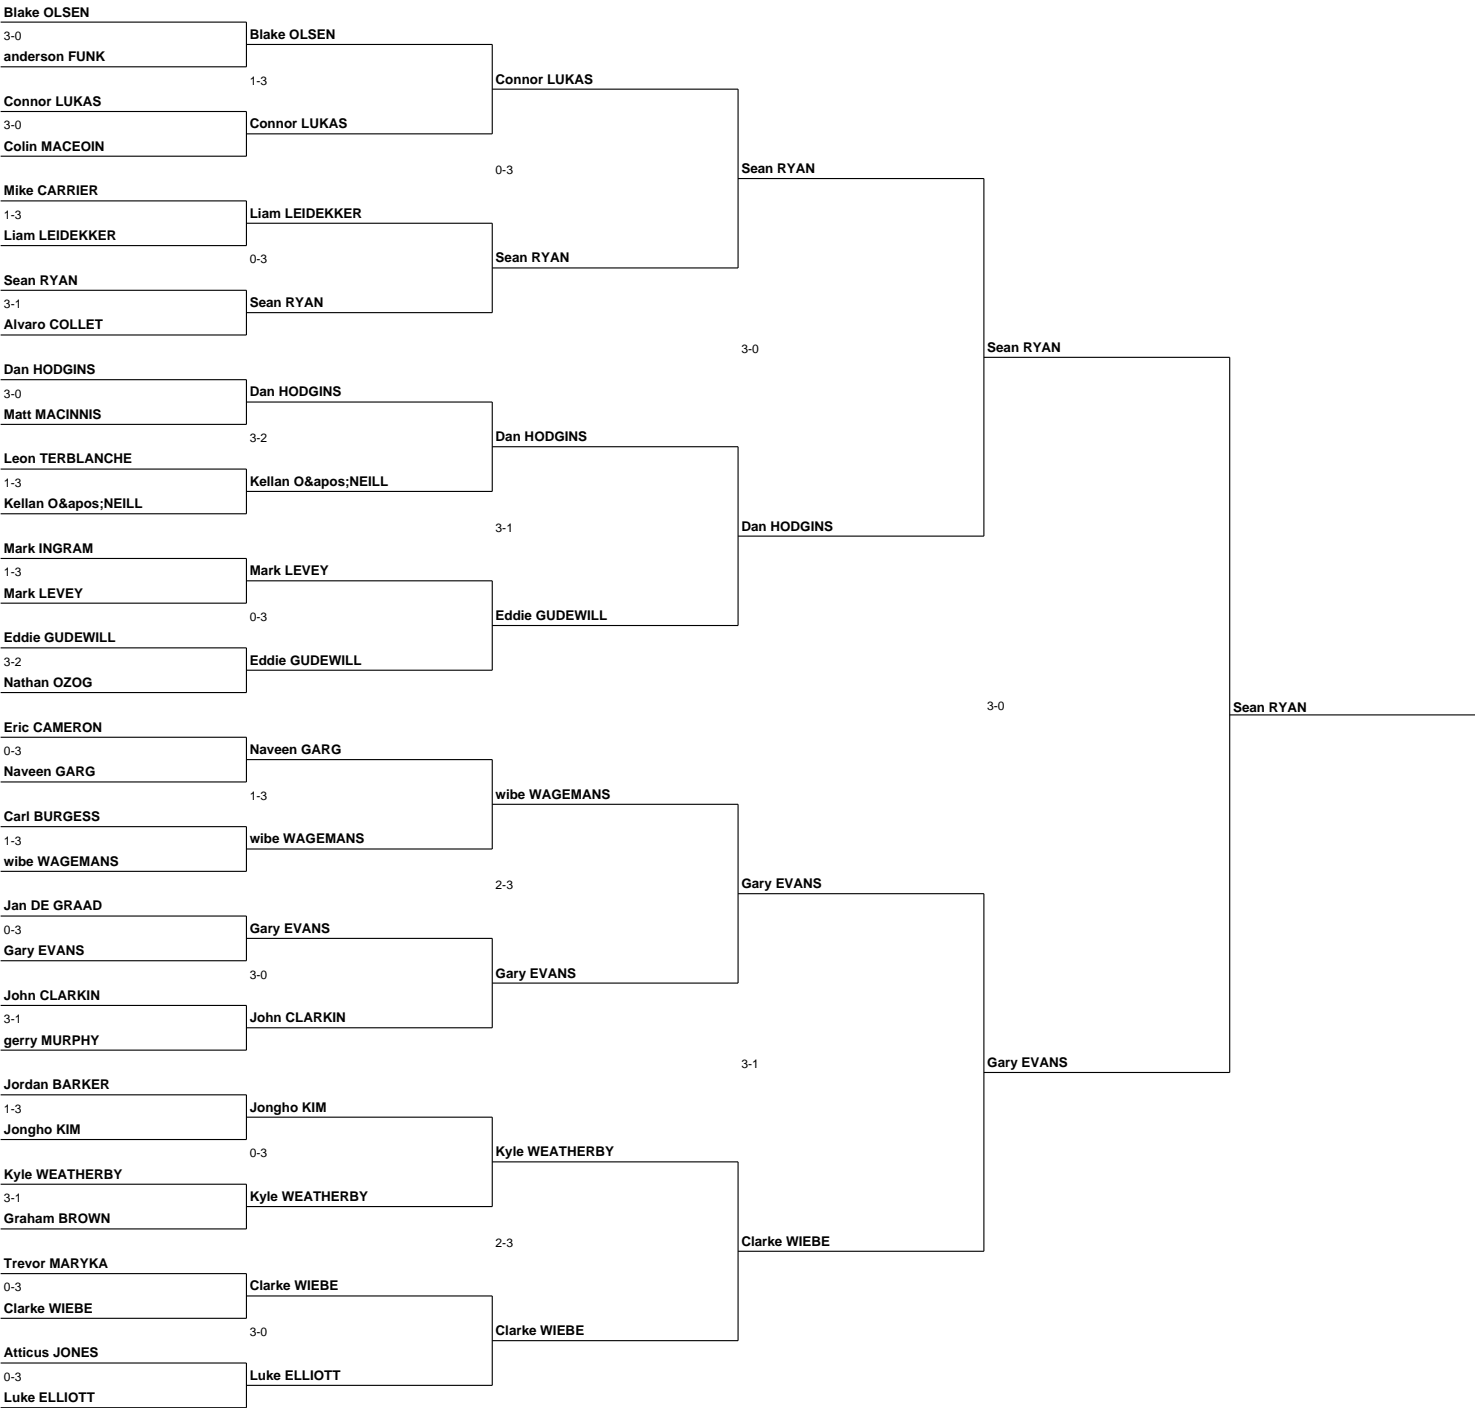 Blake OLSEN
3-0
anderson FUNK
Connor LUKAS
3-0
Colin MACEOIN
Mike CARRIER
1-3
Liam LEIDEKKER
Sean RYAN
3-1
Alvaro COLLET
Dan HODGINS
3-0
Matt MACINNIS
Leon TERBLANCHE
1-3
Kellan O&apos;NEILL
Mark INGRAM
1-3
Mark LEVEY
Eddie GUDEWILL
3-2
Nathan OZOG
Eric CAMERON
0-3
Naveen GARG
Carl BURGESS
1-3
wibe WAGEMANS
Jan DE GRAAD
0-3
Gary EVANS
John CLARKIN
3-1
gerry MURPHY
Jordan BARKER
1-3
Jongho KIM
Kyle WEATHERBY
3-1
Graham BROWN
Trevor MARYKA
0-3
Clarke WIEBE
Atticus JONES
0-3
Luke ELLIOTT
Blake OLSEN
1-3
Connor LUKAS
Liam LEIDEKKER
0-3
Sean RYAN
Dan HODGINS
3-2
Kellan O&apos;NEILL
Mark LEVEY
0-3
Eddie GUDEWILL
Naveen GARG
1-3
wibe WAGEMANS
Gary EVANS
3-0
John CLARKIN
Jongho KIM
0-3
Kyle WEATHERBY
Clarke WIEBE
3-0
Luke ELLIOTT
Connor LUKAS
0-3
Sean RYAN
Dan HODGINS
3-1
Eddie GUDEWILL
wibe WAGEMANS
2-3
Gary EVANS
Kyle WEATHERBY
2-3
Clarke WIEBE
Sean RYAN
3-0
Dan HODGINS
Gary EVANS
3-1
Clarke WIEBE
Sean RYAN
3-0
Gary EVANS
Sean RYAN